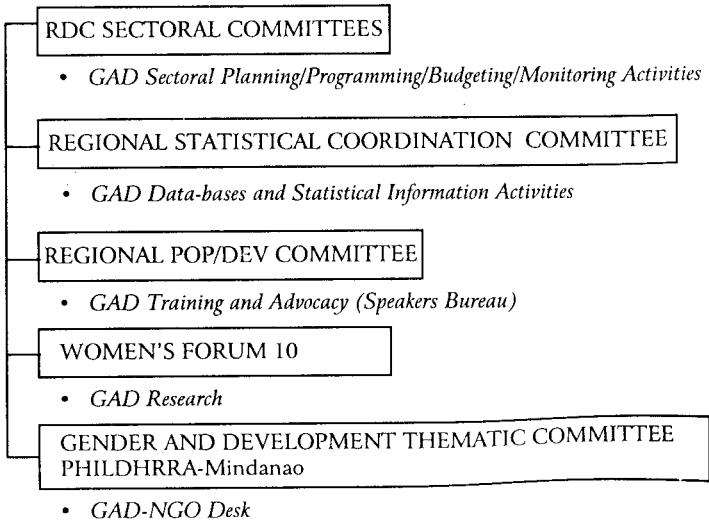 RDC SECTORAL COMMITTEES
• GAD Sectoral Planning/Programming/Budgeting/Monitoring Activities
REGIONAL STATISTICAL COORDINATION COMMITTEE
• GAD Data-bases and Statistical Information Activities
REGIONAL POP/DEV COMMITTEE
• GAD Training and Advocacy (Speakers Bureau)
WOMEN'S FORUM 10
• GAD Research
GENDER AND DEVELOPMENT THEMATIC COMMITTEE
PHILDHRRA-Mindanao
• GAD-NGO Desk